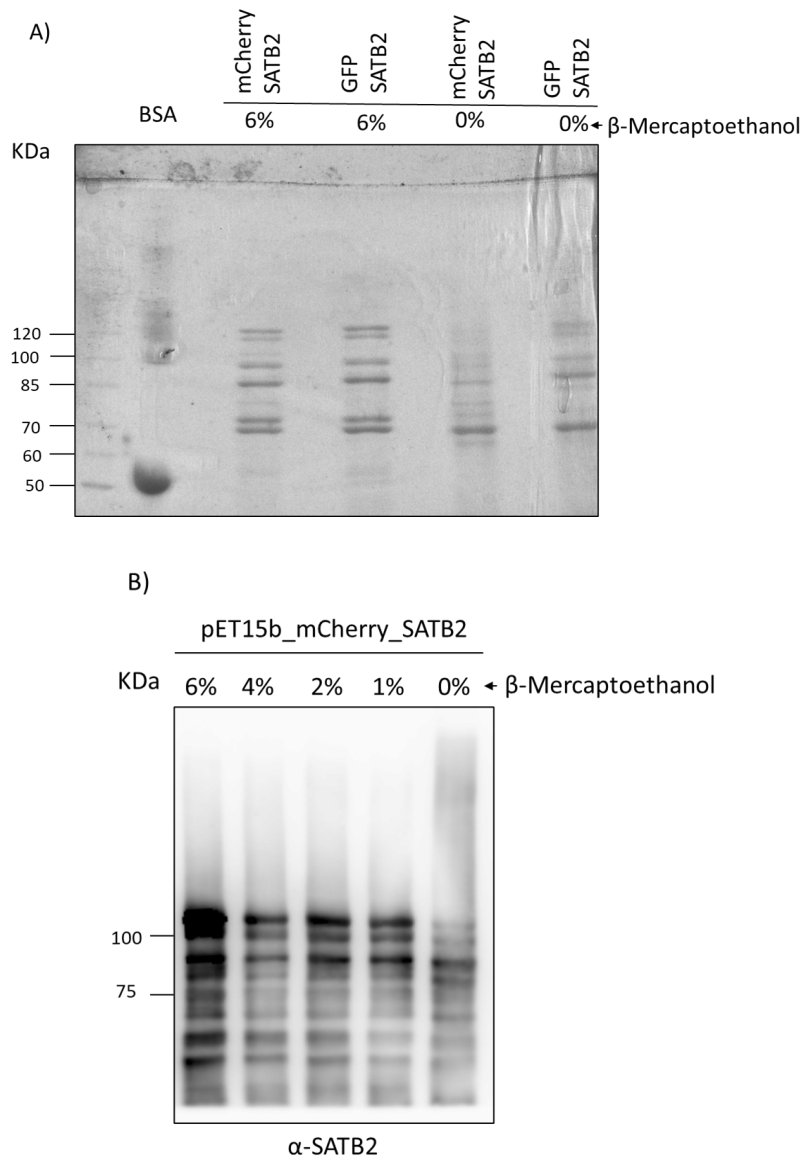 A)
mCherry SATB2
GFP SATB2
mCherry SATB2
GFP SATB2
BSA 6% 6% 0% 0% β-Mercaptoethanol
KDa
120
100
85
70
60
50
B)
pET15b_mCherry_SATB2
KDa 6% 4% 2% 1% 0% β-Mercaptoethanol
100
75
α-SATB2